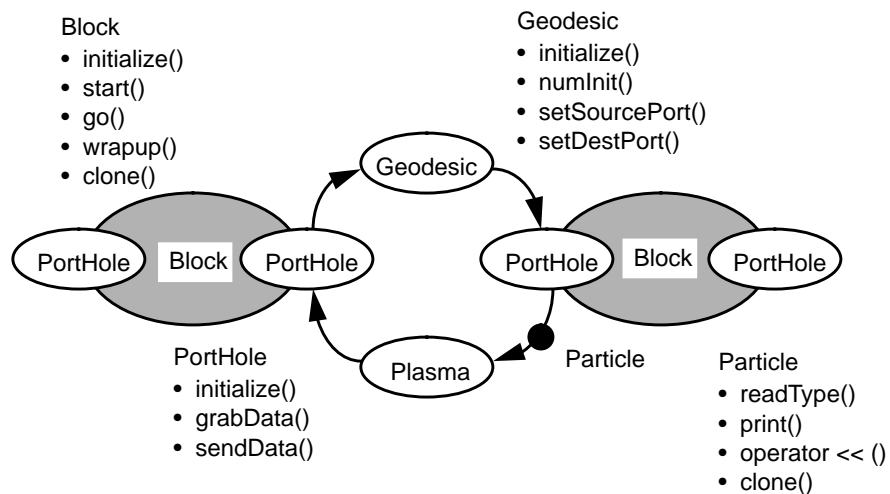 Block
• initialize()
• start()
• go()
• wrapup()
• clone()
Geodesic
• initialize()
• numInit()
• setSourcePort()
• setDestPort()
Geodesic
PortHole
Block
PortHole
PortHole
Block
PortHole
Plasma
Particle
PortHole
• initialize()
• grabData()
• sendData()
Particle
• readType()
• print()
• operator << ()
• clone()